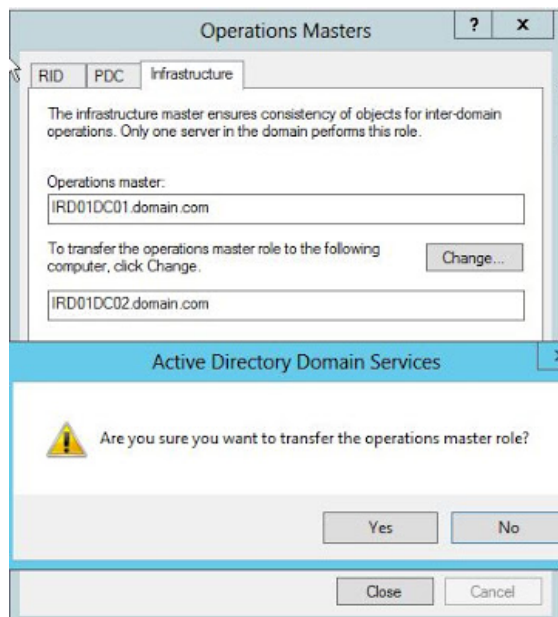 Operations Masters
? x
RID PDC Infrastructure
The infrastructure master ensures consistency of objects for inter-domain
operations. Only one server in the domain performs this role.
Operations master:
IRD01DC01.domain.com
To transfer the operations master role to the following
computer, click Change.
Change...
IRD01DC02.domain.com
Active Directory Domain Services
Are you sure you want to transfer the operations master role?
Yes No
Close Cancel